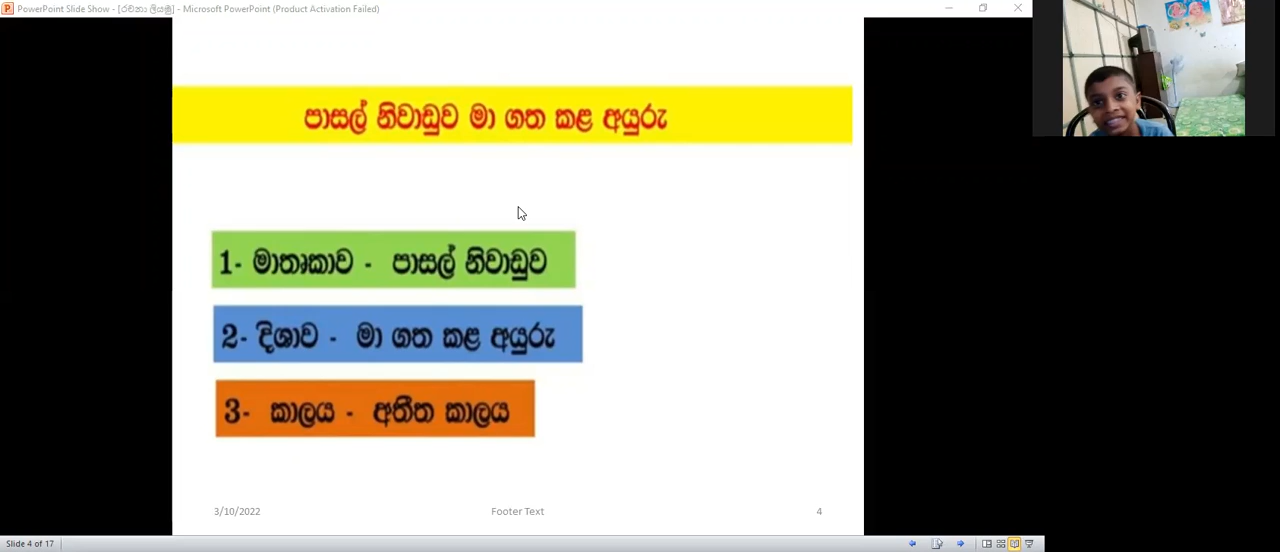 PowerPoint Slide Show - [රචනා ලියමු] - Microsoft PowerPoint (Product Activation Failed)
පාසල් නිවාඩුව මා ගත කළ අයුරු
1- මාතෘකාව - පාසල් නිවාඩුව
2- දිශාව - මා ගත කළ අයුරු
3- කාලය - අතීත කාලය
3/10/2022 Footer Text 4
Slide 4 of 17